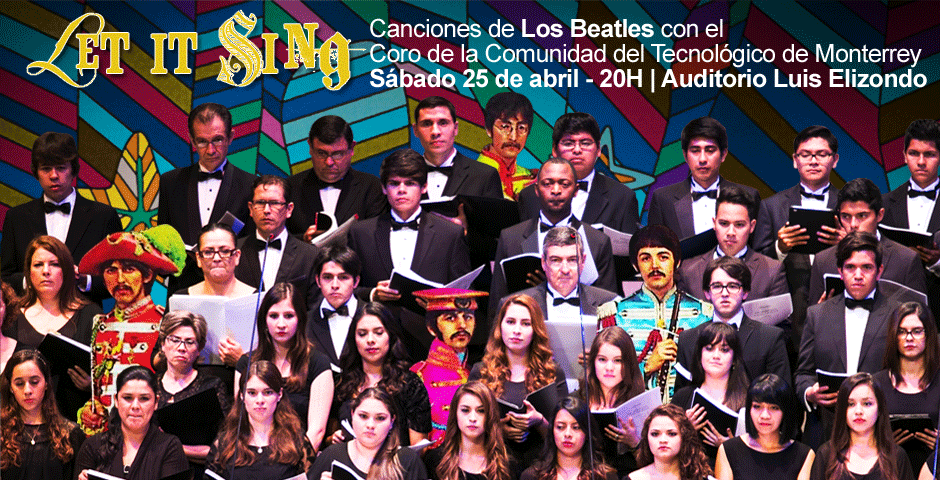 LET IT SING
Canciones de Los Beatles con el
Coro de la Comunidad del Tecnológico de Monterrey
Sábado 25 de abril - 20H | Auditorio Luis Elizondo